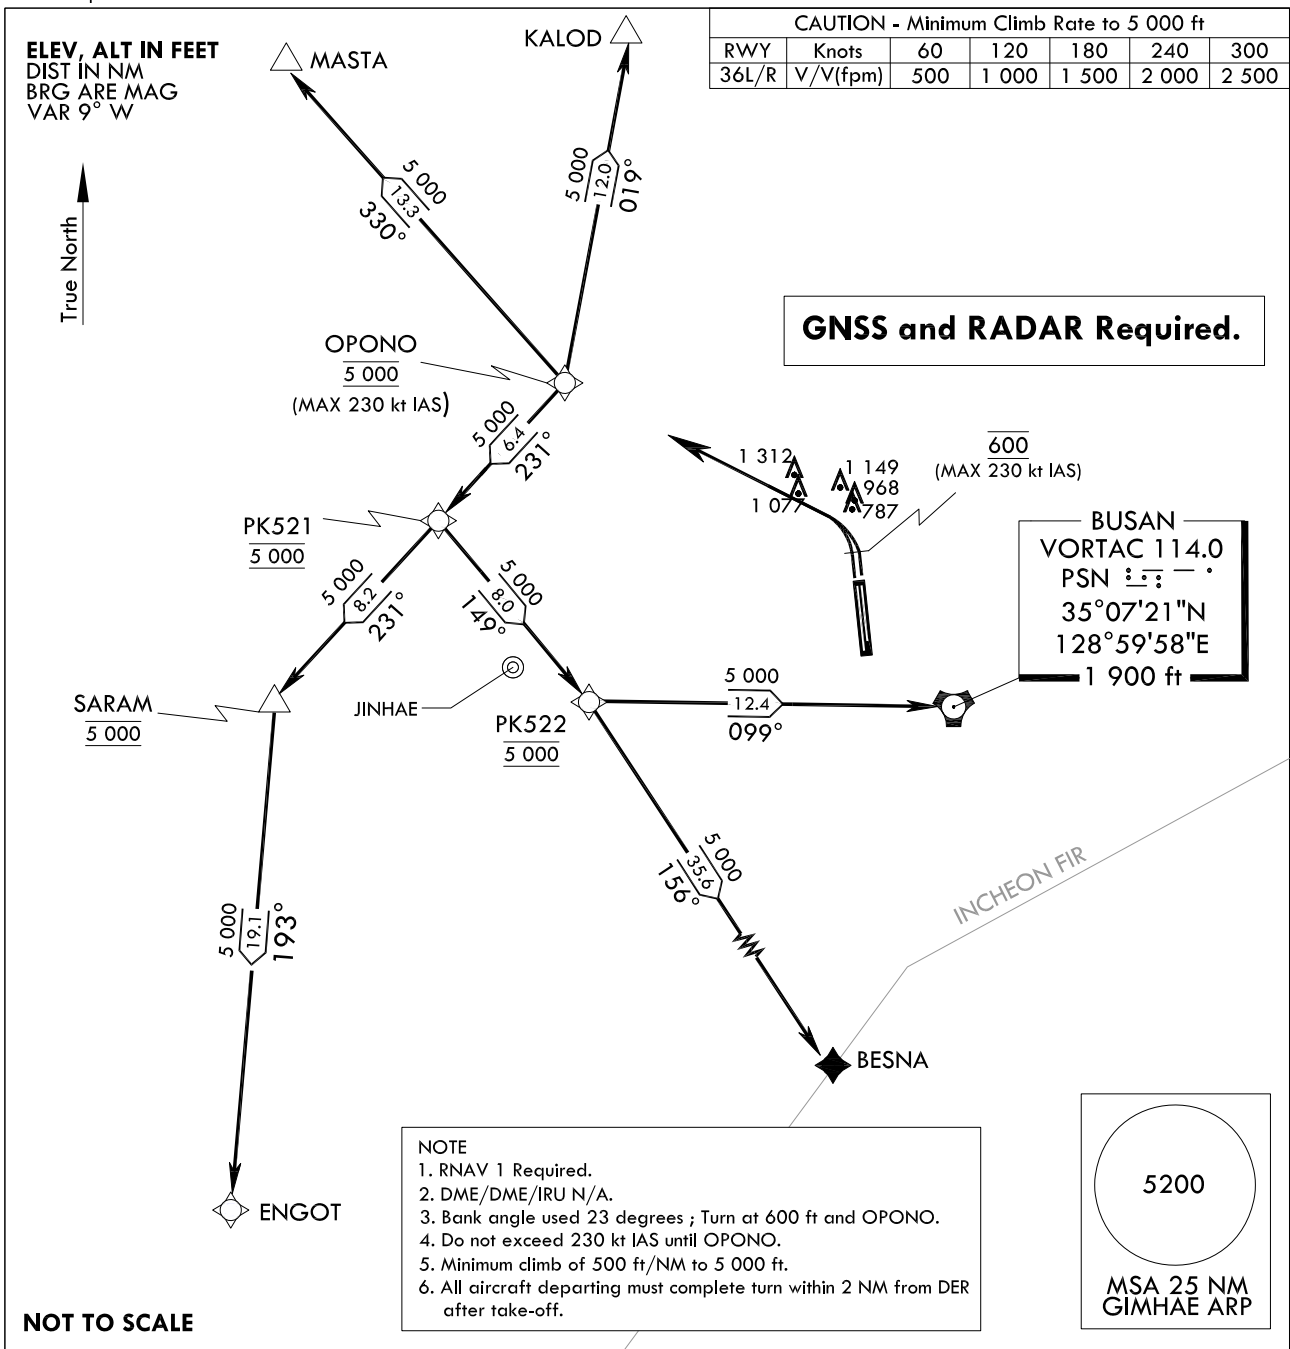 CAUTION - Minimum Climb Rate to 5 000 ft
RWY Knots 60 120 180 240 300
36L/R V/V(fpm) 500 1 000 1 500 2 000 2 500
ELEV, ALT IN FEET
DIST IN NM
BRG ARE MAG
VAR 9° W
True North
MASTA
KALOD
5 000
13.3
330°
5 000
12.0
019°
GNSS and RADAR Required.
OPONO
5 000
(MAX 230 kt IAS)
5 000
6.4
231°
600
(MAX 230 kt IAS)
1 312
1 149
968
1 077
787
PK521
5 000
BUSAN
VORTAC 114.0
PSN
35°07'21"N
128°59'58"E
1 900 ft
5 000
8.2
231°
5 000
8.0
149°
SARAM
5 000
JINHAE
PK522
5 000
5 000
12.4
099°
5 000
35.6
156°
INCHEON FIR
5 000
19.1
193°
BESNA
ENGOT
NOTE
1. RNAV 1 Required.
2. DME/DME/IRU N/A.
3. Bank angle used 23 degrees ; Turn at 600 ft and OPONO.
4. Do not exceed 230 kt IAS until OPONO.
5. Minimum climb of 500 ft/NM to 5 000 ft.
6. All aircraft departing must complete turn within 2 NM from DER
after take-off.
5200
MSA 25 NM
GIMHAE ARP
NOT TO SCALE